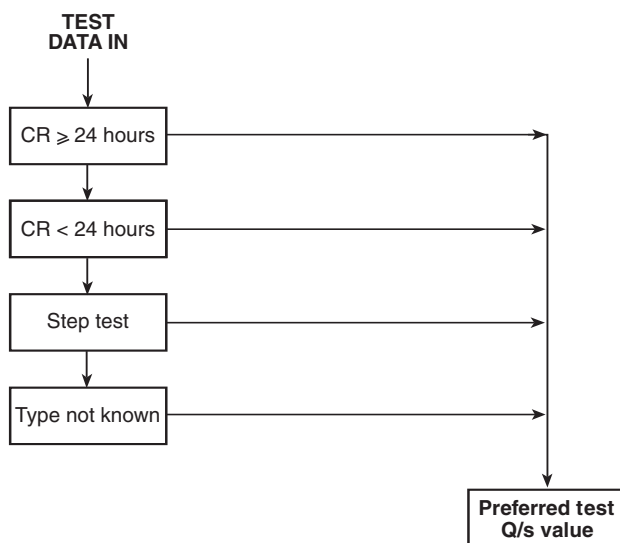 TEST
DATA IN
CR ⩾ 24 hours
CR < 24 hours
Step test
Type not known
Preferred test
Q/s value